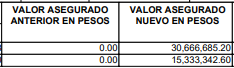 VALOR ASEGURADO VALOR ASEGURADO
ANTERIOR EN PESOS NUEVO EN PESOS
0.00 30,666,685.20
0.00 15,333,342.60